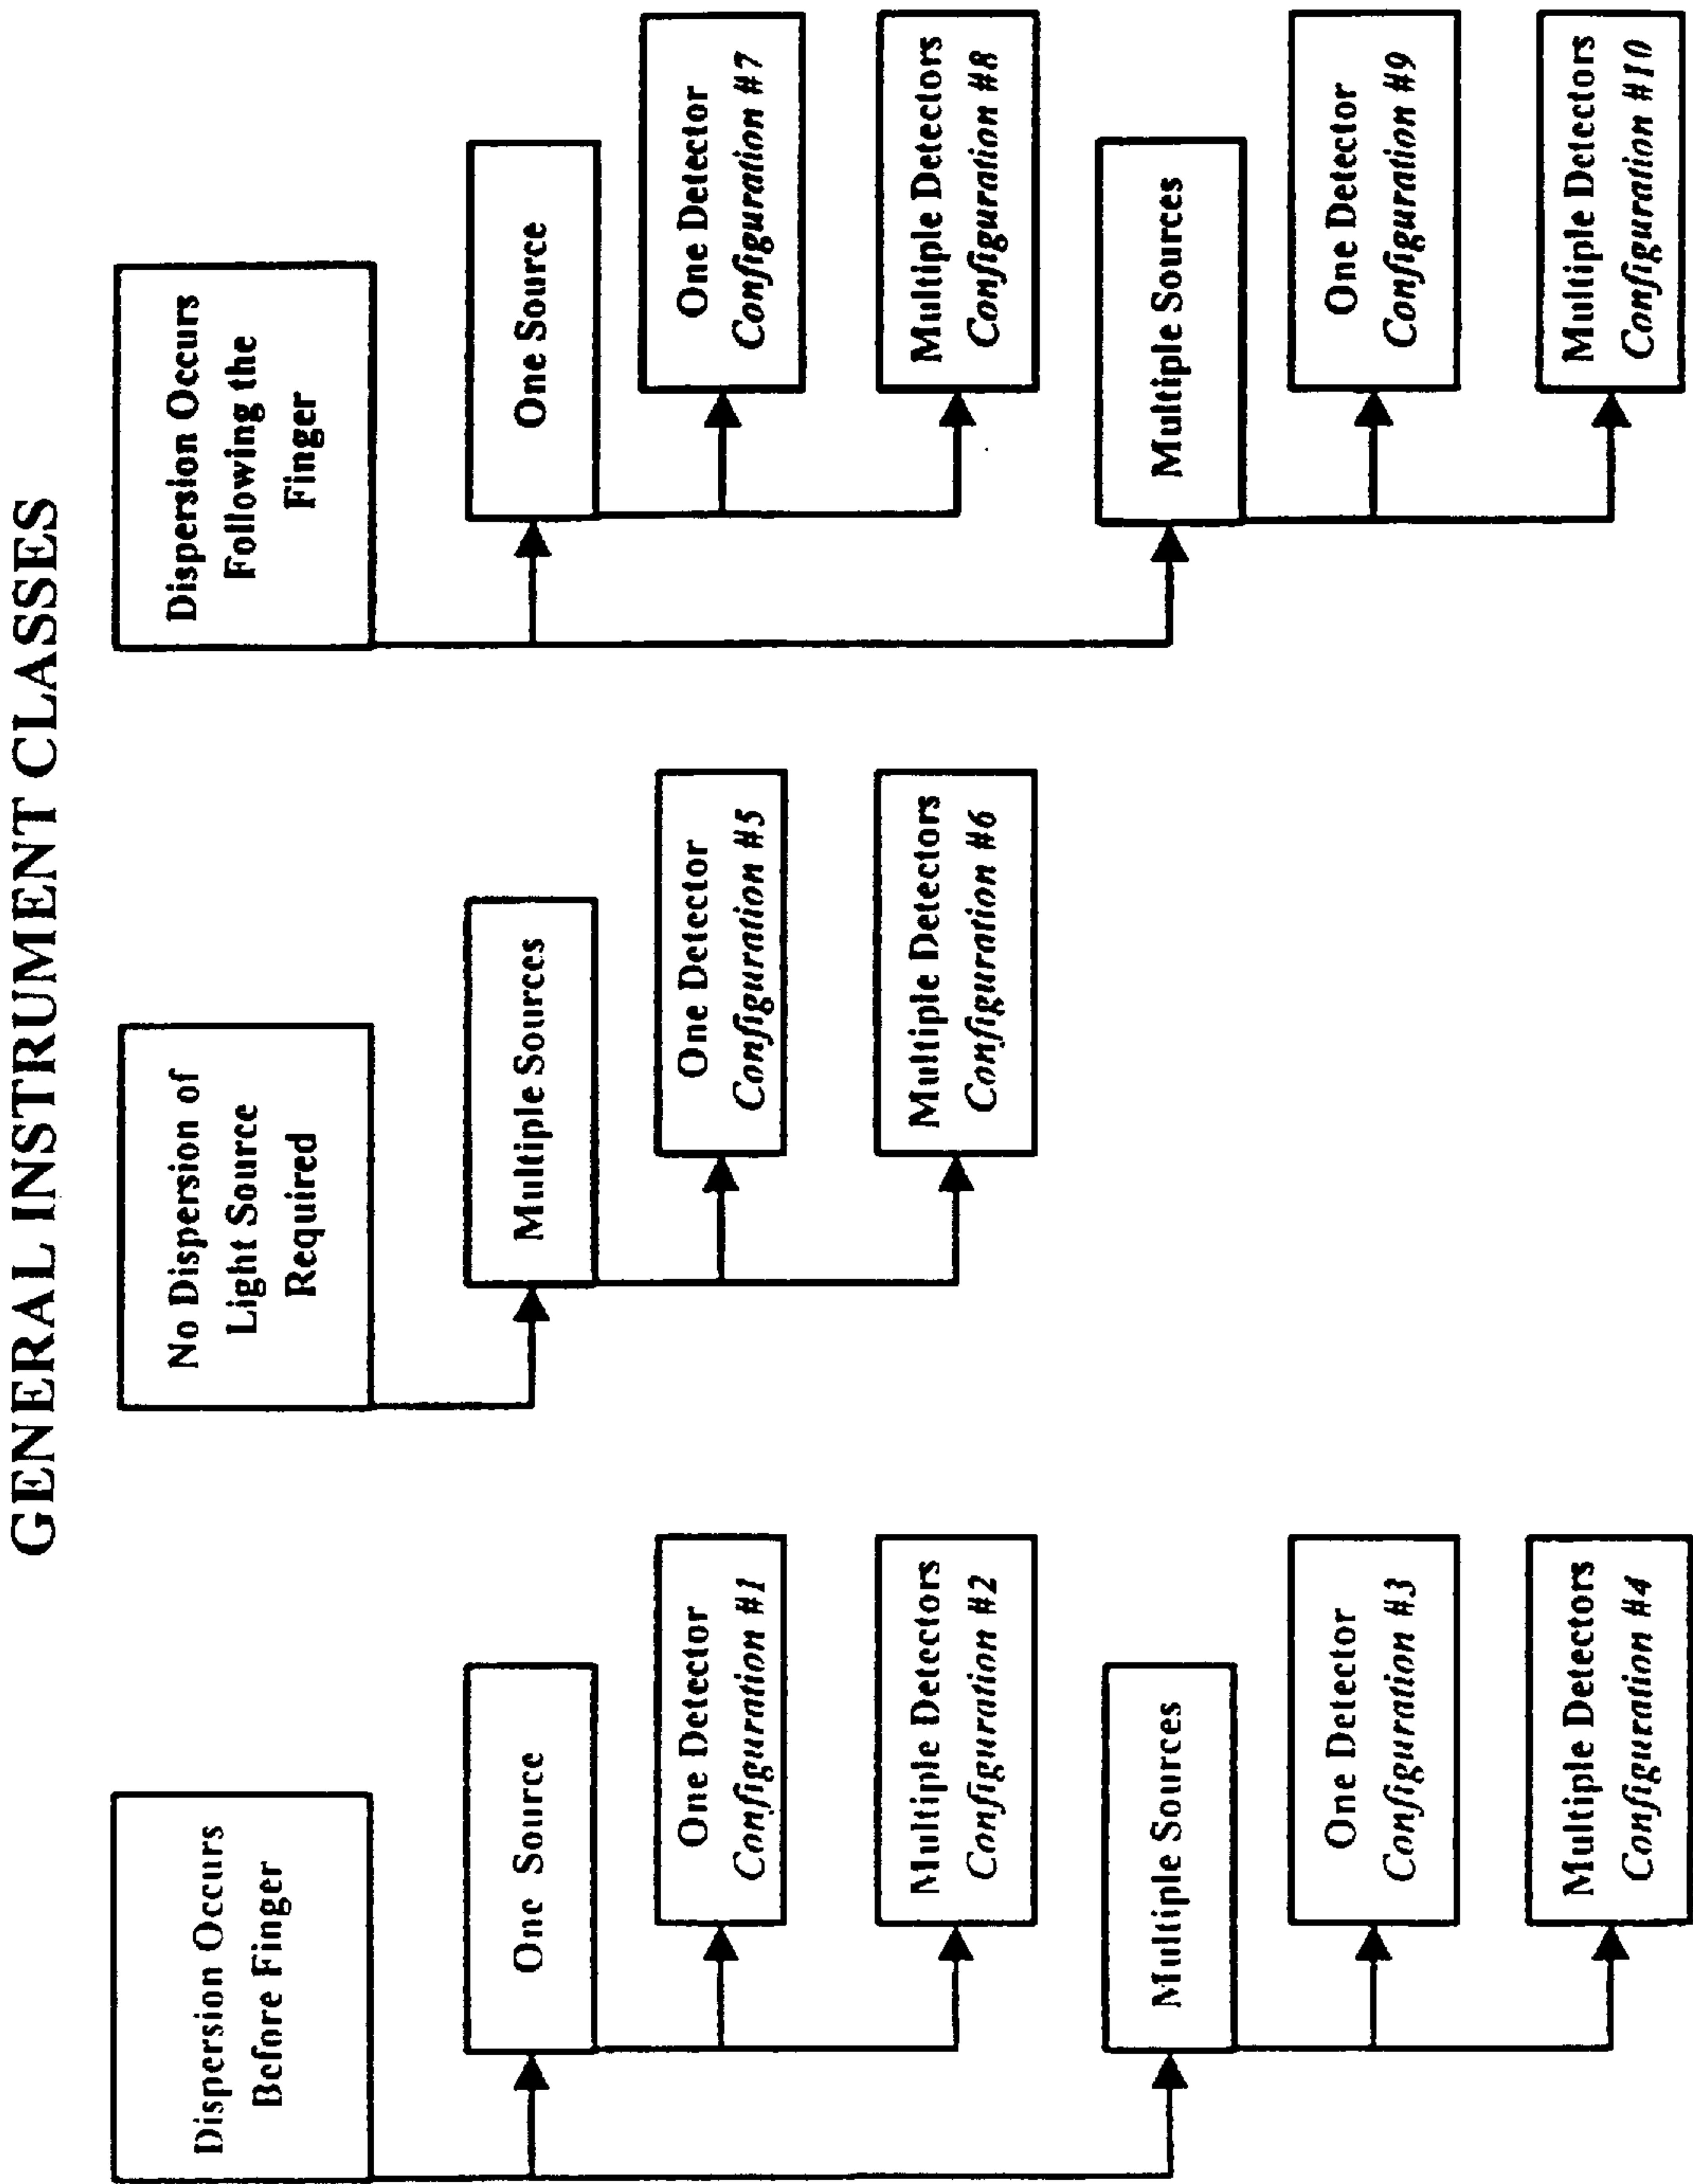 GENERAL INSTRUMENT CLASSES
Dispersion Occurs
Before Finger
One Source
One Detector
Configuration #1
Multiple Detectors
Configuration #2
Multiple Sources
One Detector
Configuration #3
Multiple Detectors
Configuration #4
No Dispersion of
Light Source
Required
Multiple Sources
One Detector
Configuration #5
Multiple Detectors
Configuration #6
Dispersion Occurs
Following the
Finger
One Source
One Detector
Configuration #7
Multiple Detectors
Configuration #8
Multiple Sources
One Detector
Configuration #9
Multiple Detectors
Configuration #10